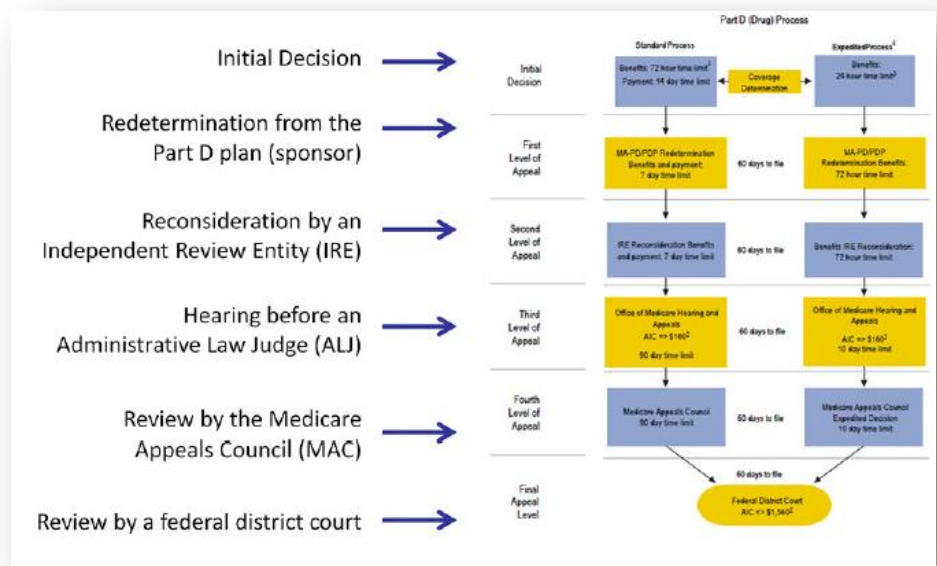 Part D (Drug) Process
Initial Decision
Redetermination from the
Part D plan (sponsor)
Reconsideration by an
Independent Review Entity (IRE)
Hearing before an
Administrative Law Judge (ALJ)
Review by the Medicare
Appeals Council (MAC)
Review by a federal district court
Standard Process
Expedited Process
Initial
Decision
Benefits: 72 hour time limit
Payment: 14 day time limit
Coverage
Determination
Benefits:
24 hour time limit
First
Level of
Appeal
MA-PD/PDP Redetermination
Benefits and payment:
7 day time limit
60 days to file
MA-PD/PDP
Redetermination Benefits:
72 hour time limit
Second
Level of
Appeal
IRE Reconsideration Benefits
and payment: 7 day time limit
60 days to file
Benefits IRE Reconsideration:
72 hour time limit
Third
Level of
Appeal
Office of Medicare Hearing and
Appeals
AIC => $160²
90 day time limit
60 days to file
Office of Medicare Hearing and
Appeals
AIC => $160²
10 day time limit
Fourth
Level of
Appeal
Medicare Appeals Council
90 day time limit
60 days to file
Medicare Appeals Council
Expedited Decision
10 day time limit
60 days to file
Final
Appeal
Level
Federal District Court
AIC => $1,560²